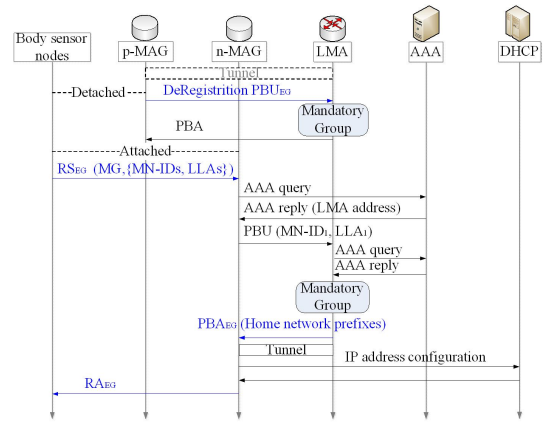 Body sensor
nodes
p-MAG
n-MAG
LMA
AAA
DHCP
Tunnel
Detached
DeRegistrition PBUEG
Mandatory
Group
PBA
Attached
RSEG (MG,{MN-IDs, LLAs})
AAA query
AAA reply (LMA address)
PBU (MN-ID1, LLA1)
AAA query
AAA reply
Mandatory
Group
PBAEG (Home network prefixes)
Tunnel
IP address configuration
RAEG